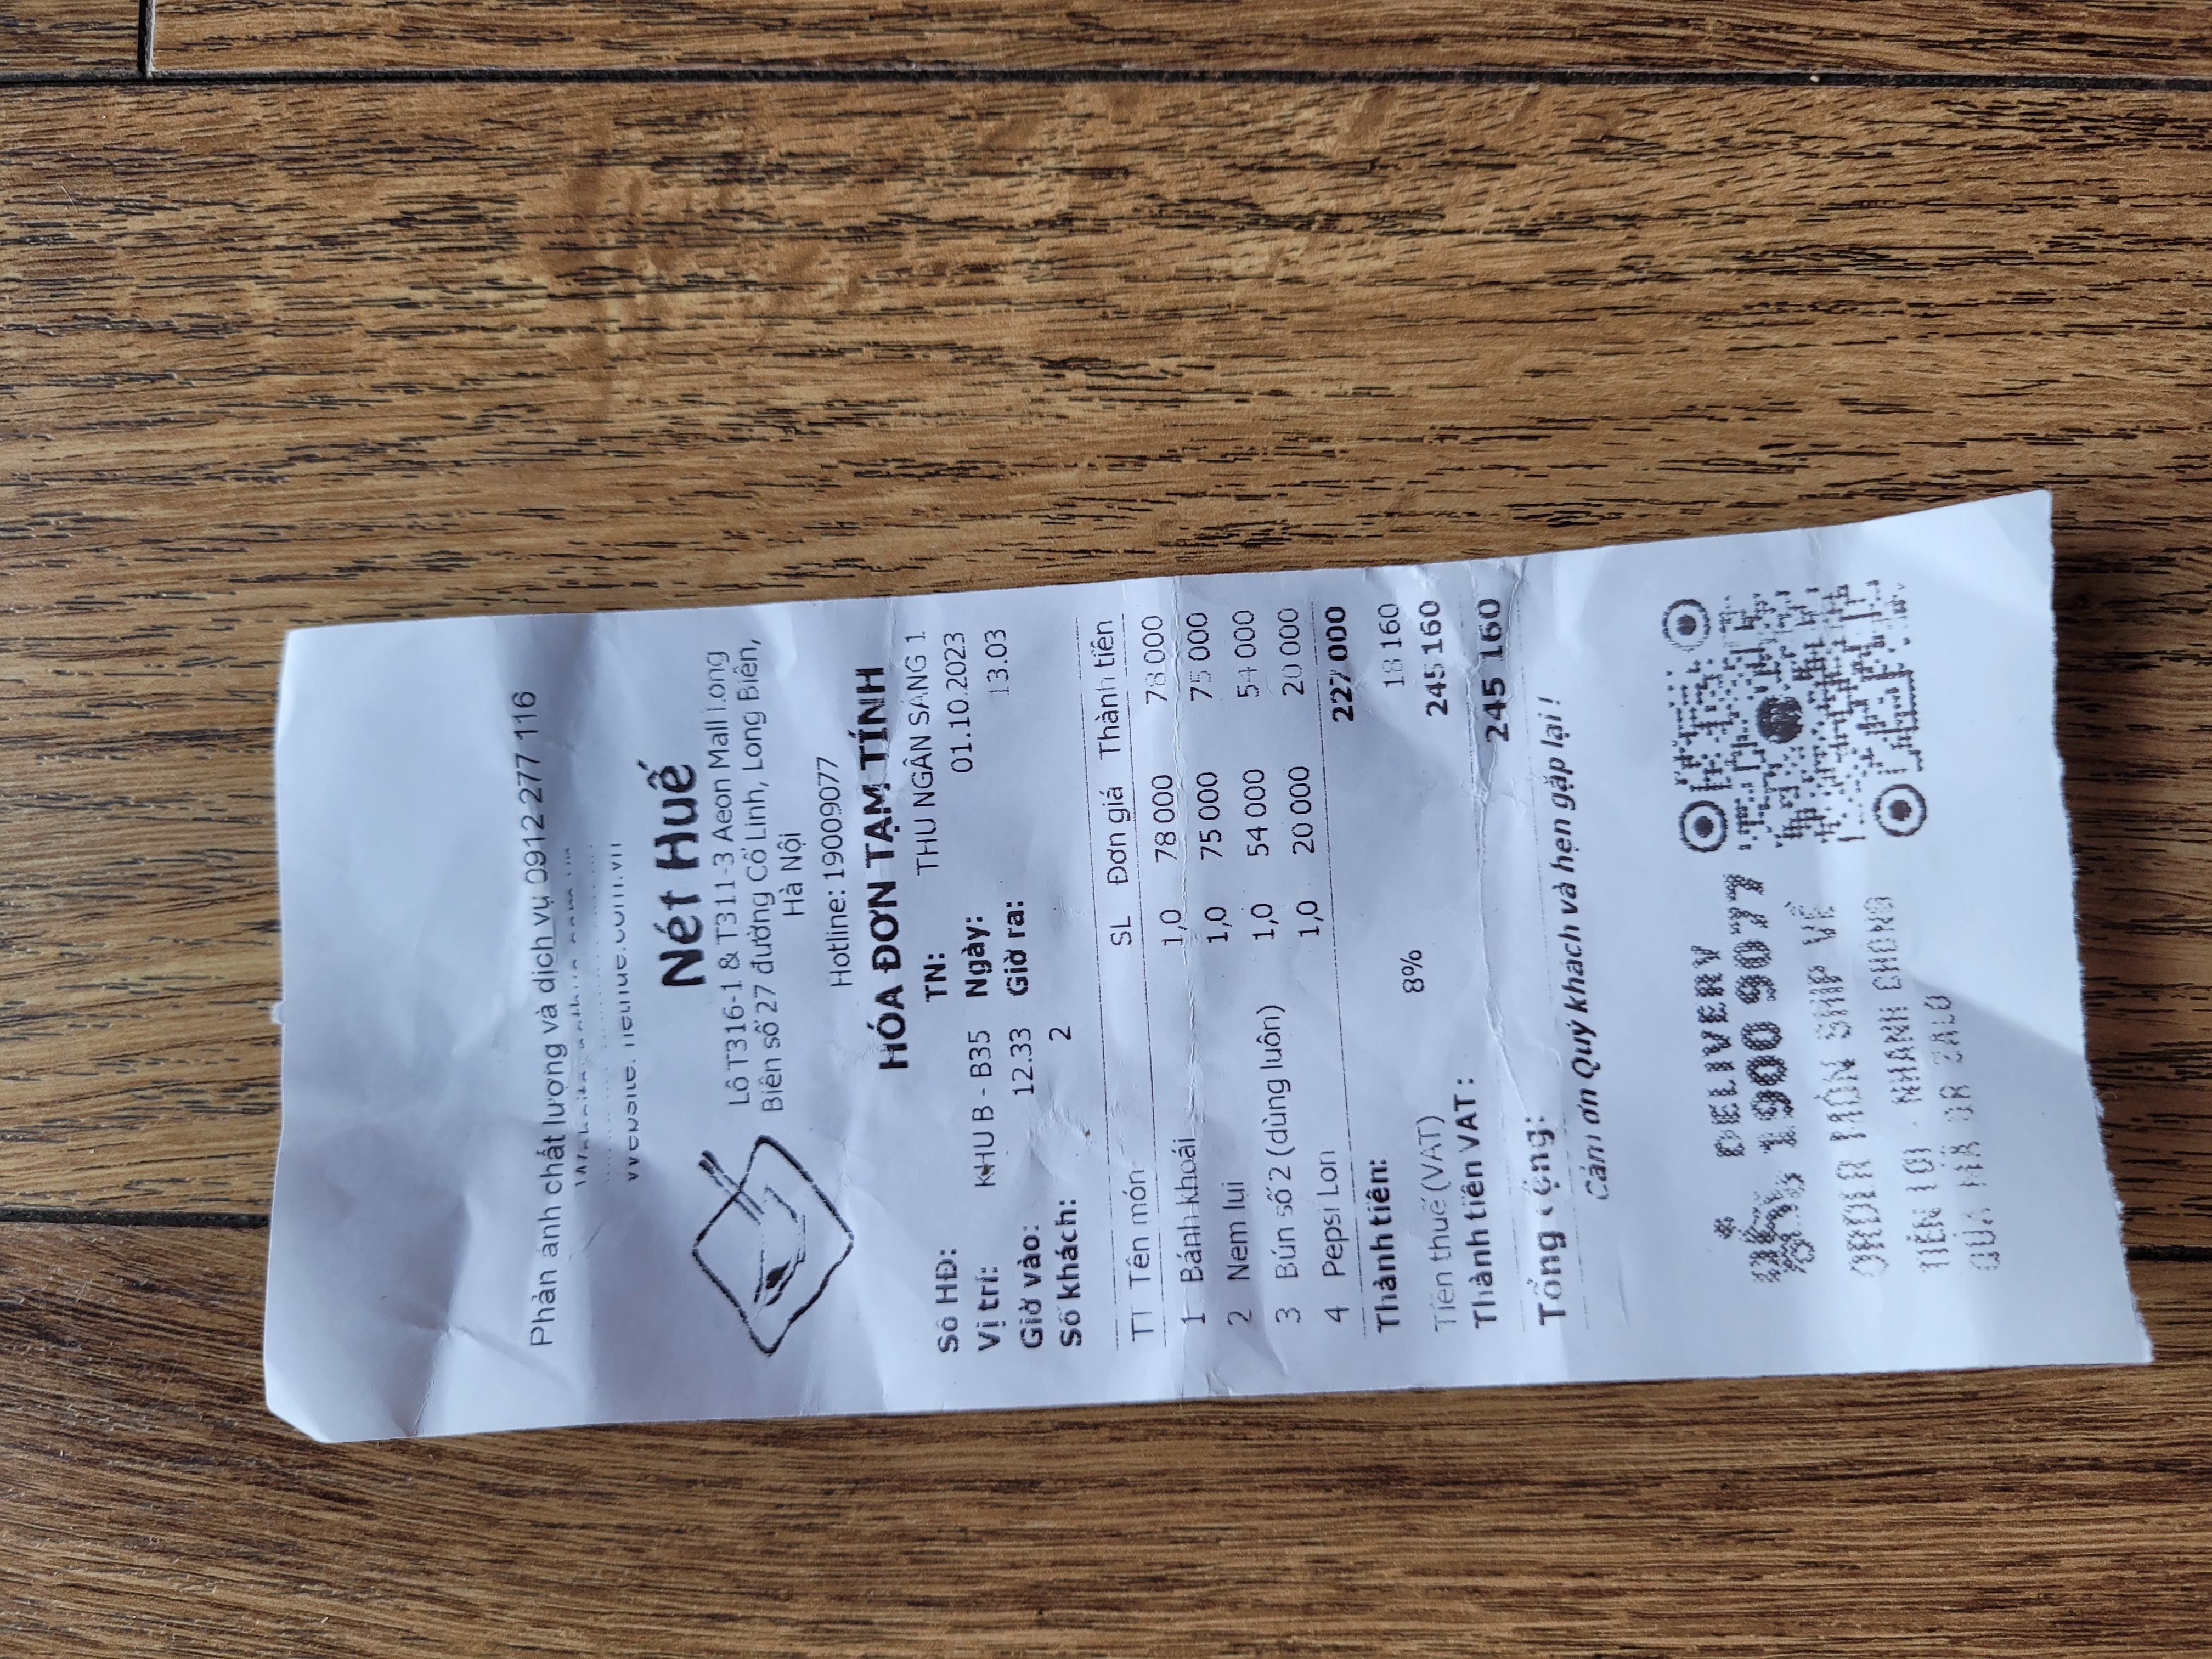 Phản ánh chất lượng và dịch vụ 0912 277 116
Website: nethue.com.vn
Website: nethue.com.vn
Nét Huế
Lô T316-1 & T311-3 Aeon Mall Long
Biên số 27 đường Cổ Linh, Long Biên,
Hà Nội
Hotline: 19009077
HÓA ĐƠN TẠM TÍNH
Số HĐ: TN: THU NGÂN SÁNG 1
Vị trí: KHU B - B35 Ngày: 01.10.2023
Giờ vào: 12.33 Giờ ra: 13.03
Số khách: 2
TT Tên món SL Đơn giá Thành tiền
1 Bánh khoái 1,0 78 000 78 000
2 Nem lụi 1,0 75 000 75 000
3 Bún số 2 (dùng luôn) 1,0 54 000 54 000
4 Pepsi Lon 1,0 20 000 20 000
Thành tiền: 227 000
Tiền thuế (VAT) 8% 18 160
Thành tiền VAT : 245 160
Tổng cộng: 245 160
Cảm ơn Quý khách và hẹn gặp lại !
DELIVERY
1900 9077
ORDER MÓN SHIP VỀ
TIỆN LỢI - NHANH CHÓNG
QUA MÃ QR ZALO